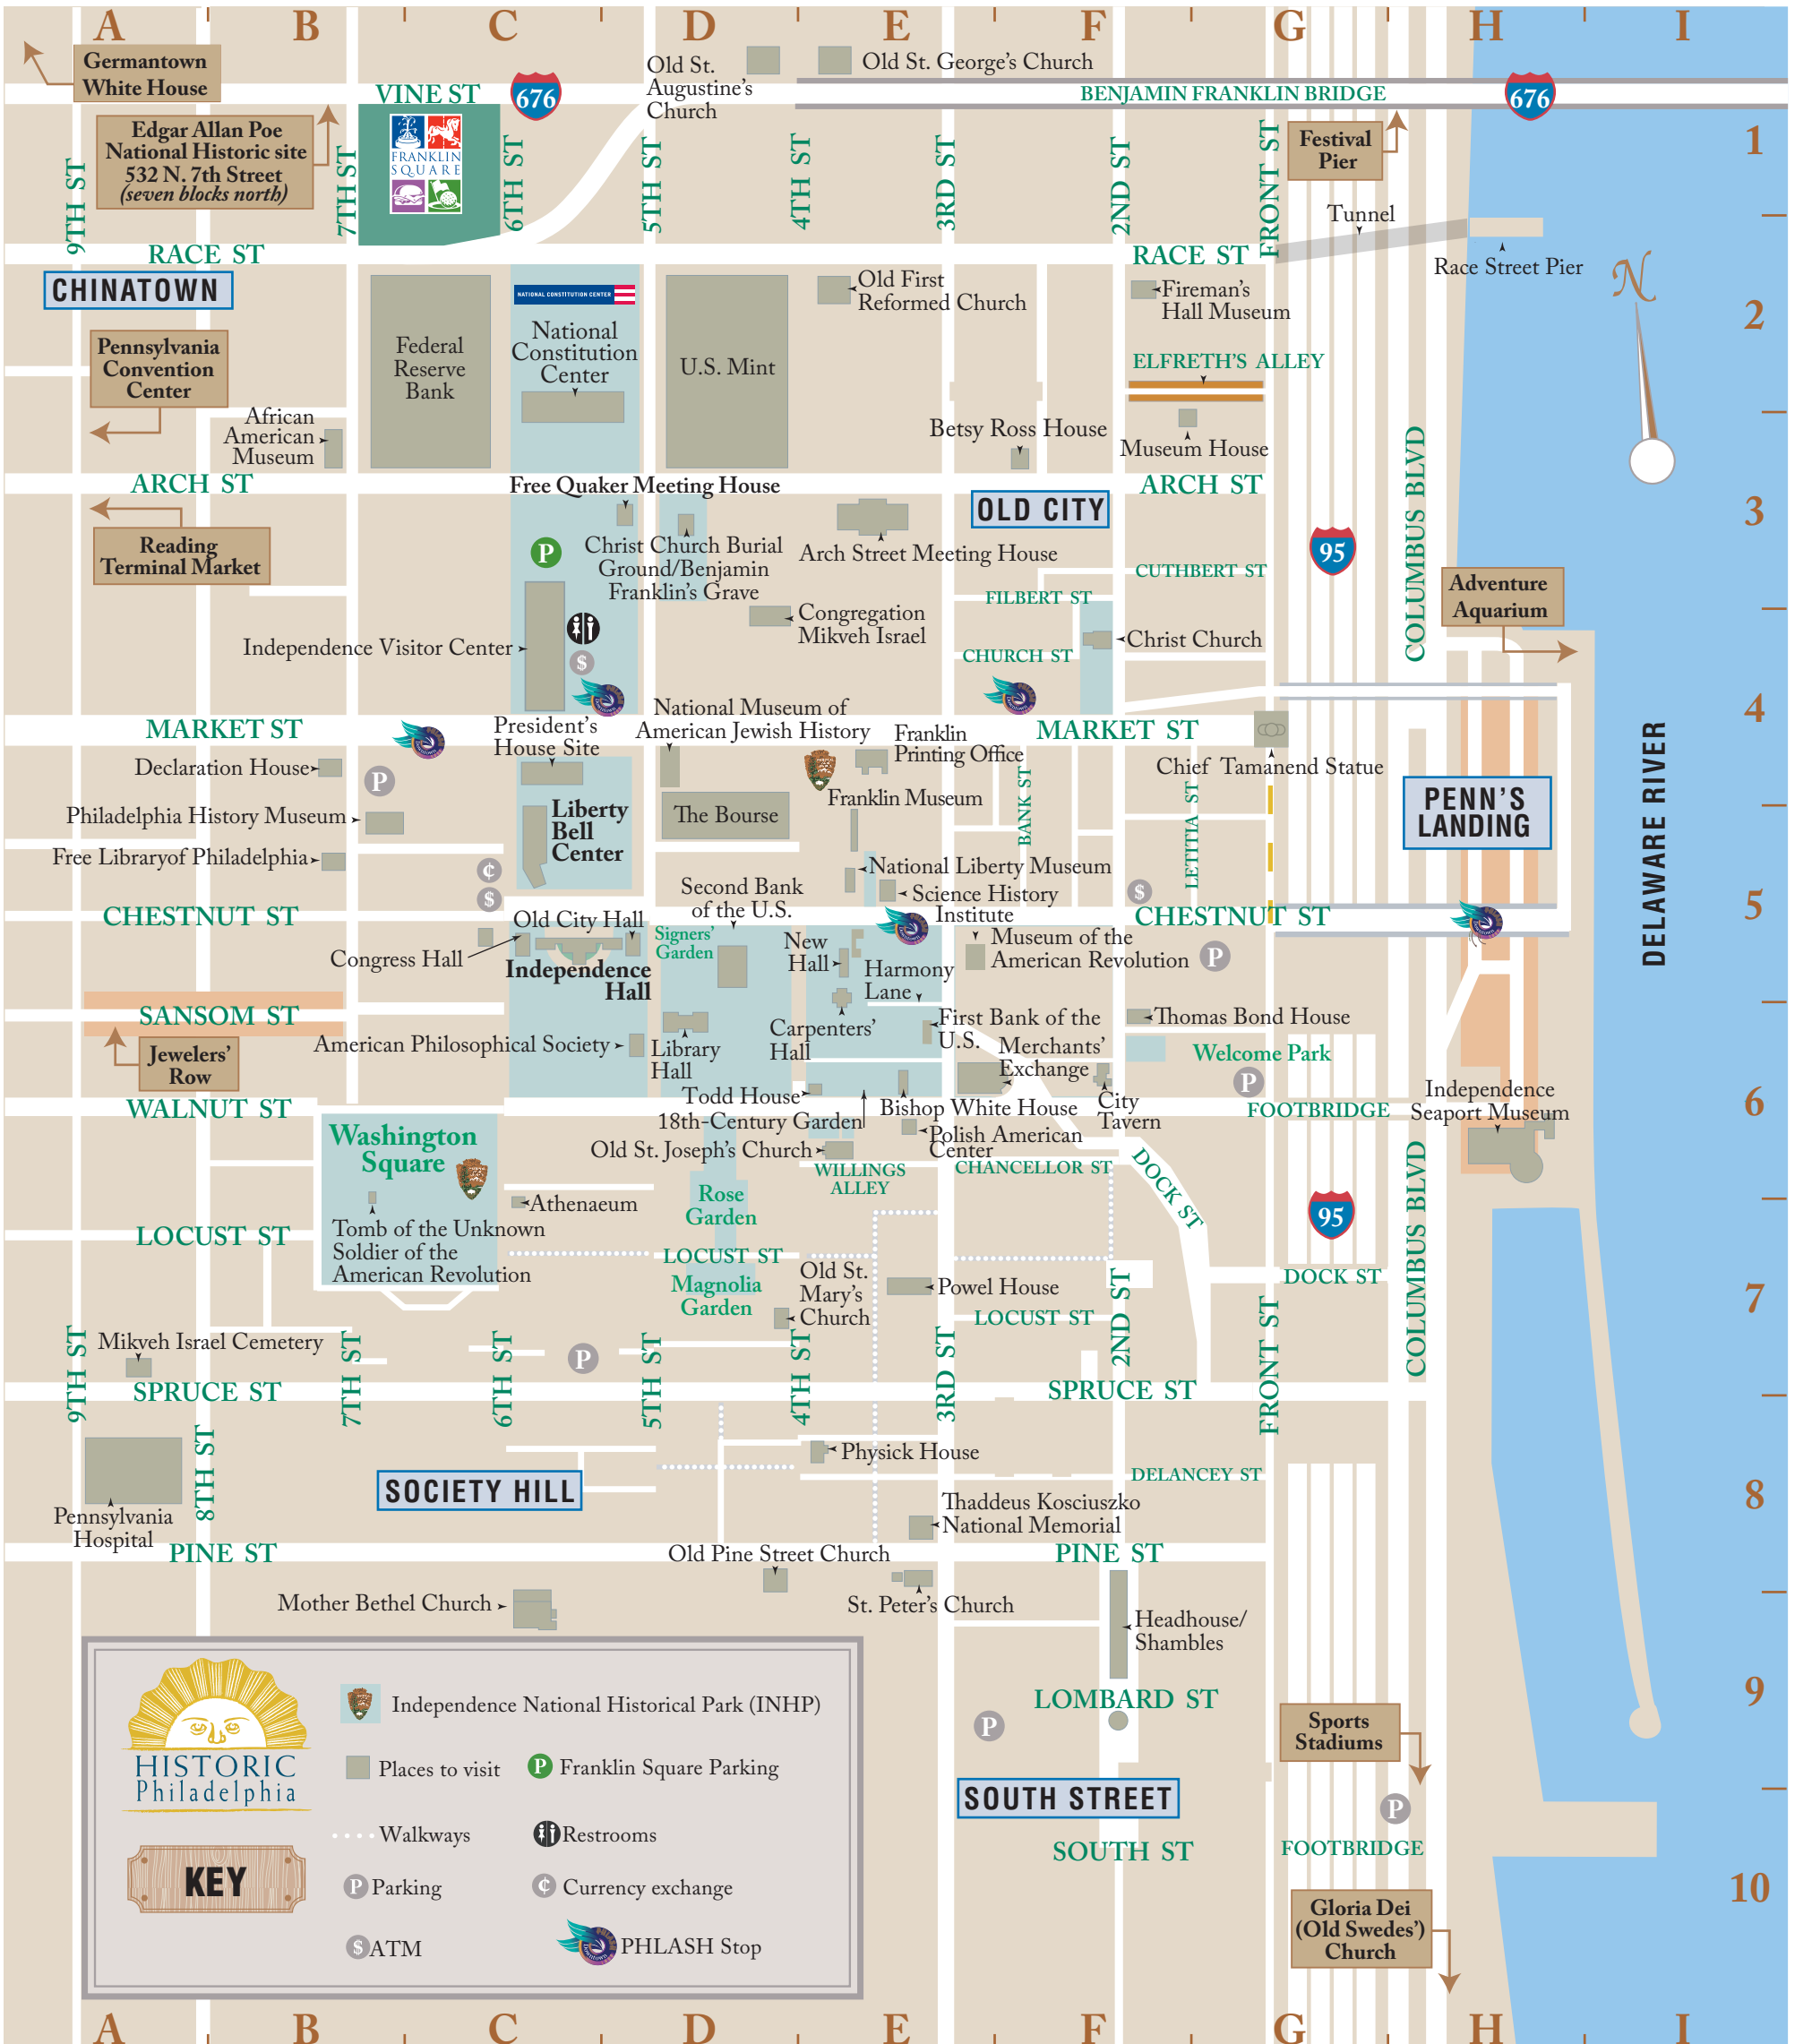 A B C D E F G H I
Germantown
White House
Old St.
Augustine's
Church
Old St. George's Church
VINE ST
676
BENJAMIN FRANKLIN BRIDGE
676
Edgar Allan Poe
National Historic site
532 N. 7th Street
(seven blocks north)
FRANKLIN
SQUARE
Festival
Pier
1
9TH ST
7TH ST
6TH ST
5TH ST
4TH ST
3RD ST
2ND ST
FRONT ST
Tunnel
RACE ST
RACE ST
Race Street Pier
N
CHINATOWN
NATIONAL CONSTITUTION CENTER
Old First
Reformed Church
Fireman's
Hall Museum
2
Pennsylvania
Convention
Center
Federal
Reserve
Bank
National
Constitution
Center
U.S. Mint
ELFRETH'S ALLEY
African
American
Museum
Betsy Ross House
Museum House
ARCH ST
Free Quaker Meeting House
ARCH ST
OLD CITY
3
Reading
Terminal Market
P
Christ Church Burial
Ground/Benjamin
Franklin's Grave
Arch Street Meeting House
95
COLUMBUS BLVD
CUTHBERT ST
FILBERT ST
Adventure
Aquarium
Congregation
Mikveh Israel
Independence Visitor Center
$
Christ Church
CHURCH ST
MARKET ST
President's
House Site
National Museum of
American Jewish History
Franklin
Printing Office
MARKET ST
4
Declaration House
P
Chief Tamanend Statue
DELAWARE RIVER
Philadelphia History Museum
Liberty
Bell
Center
The Bourse
Franklin Museum
BANK ST
LETITIA ST
PENN'S
LANDING
Free Libraryof Philadelphia
¢
$
National Liberty Museum
Science History
Institute
$
Second Bank
of the U.S.
CHESTNUT ST
Old City Hall
CHESTNUT ST
5
Congress Hall
Independence
Hall
Signers'
Garden
New
Hall
Harmony
Lane
Museum of the
American Revolution
P
SANSOM ST
Jewelers'
Row
American Philosophical Society
Library
Hall
Carpenters'
Hall
First Bank of the
U.S.
Merchants'
Exchange
Thomas Bond House
Welcome Park
P
Todd House
18th-Century Garden
Bishop White House
City
Tavern
Independence
Seaport Museum
WALNUT ST
FOOTBRIDGE
6
Washington
Square
Old St. Joseph's Church
Polish American
Center
WILLINGS
ALLEY
CHANCELLOR ST
DOCK ST
COLUMBUS BLVD
Athenaeum
Rose
Garden
95
Tomb of the Unknown
Soldier of the
American Revolution
LOCUST ST
LOCUST ST
Magnolia
Garden
Old St.
Mary's
Church
Powel House
LOCUST ST
DOCK ST
7
Mikveh Israel Cemetery
9TH ST
7TH ST
6TH ST
P
5TH ST
4TH ST
3RD ST
2ND ST
FRONT ST
SPRUCE ST
SPRUCE ST
8TH ST
Pennsylvania
Hospital
SOCIETY HILL
Physick House
DELANCEY ST
Thaddeus Kosciuszko
National Memorial
8
PINE ST
Old Pine Street Church
PINE ST
Mother Bethel Church
St. Peter's Church
Headhouse/
Shambles
LOMBARD ST
P
9
Sports
Stadiums
SOUTH STREET
P
SOUTH ST
FOOTBRIDGE
10
Gloria Dei
(Old Swedes')
Church
HISTORIC
Philadelphia
KEY
Independence National Historical Park (INHP)
Places to visit
P Franklin Square Parking
Walkways
Restrooms
P Parking
¢ Currency exchange
$ ATM
PHLASH Stop
A B C D E F G H I